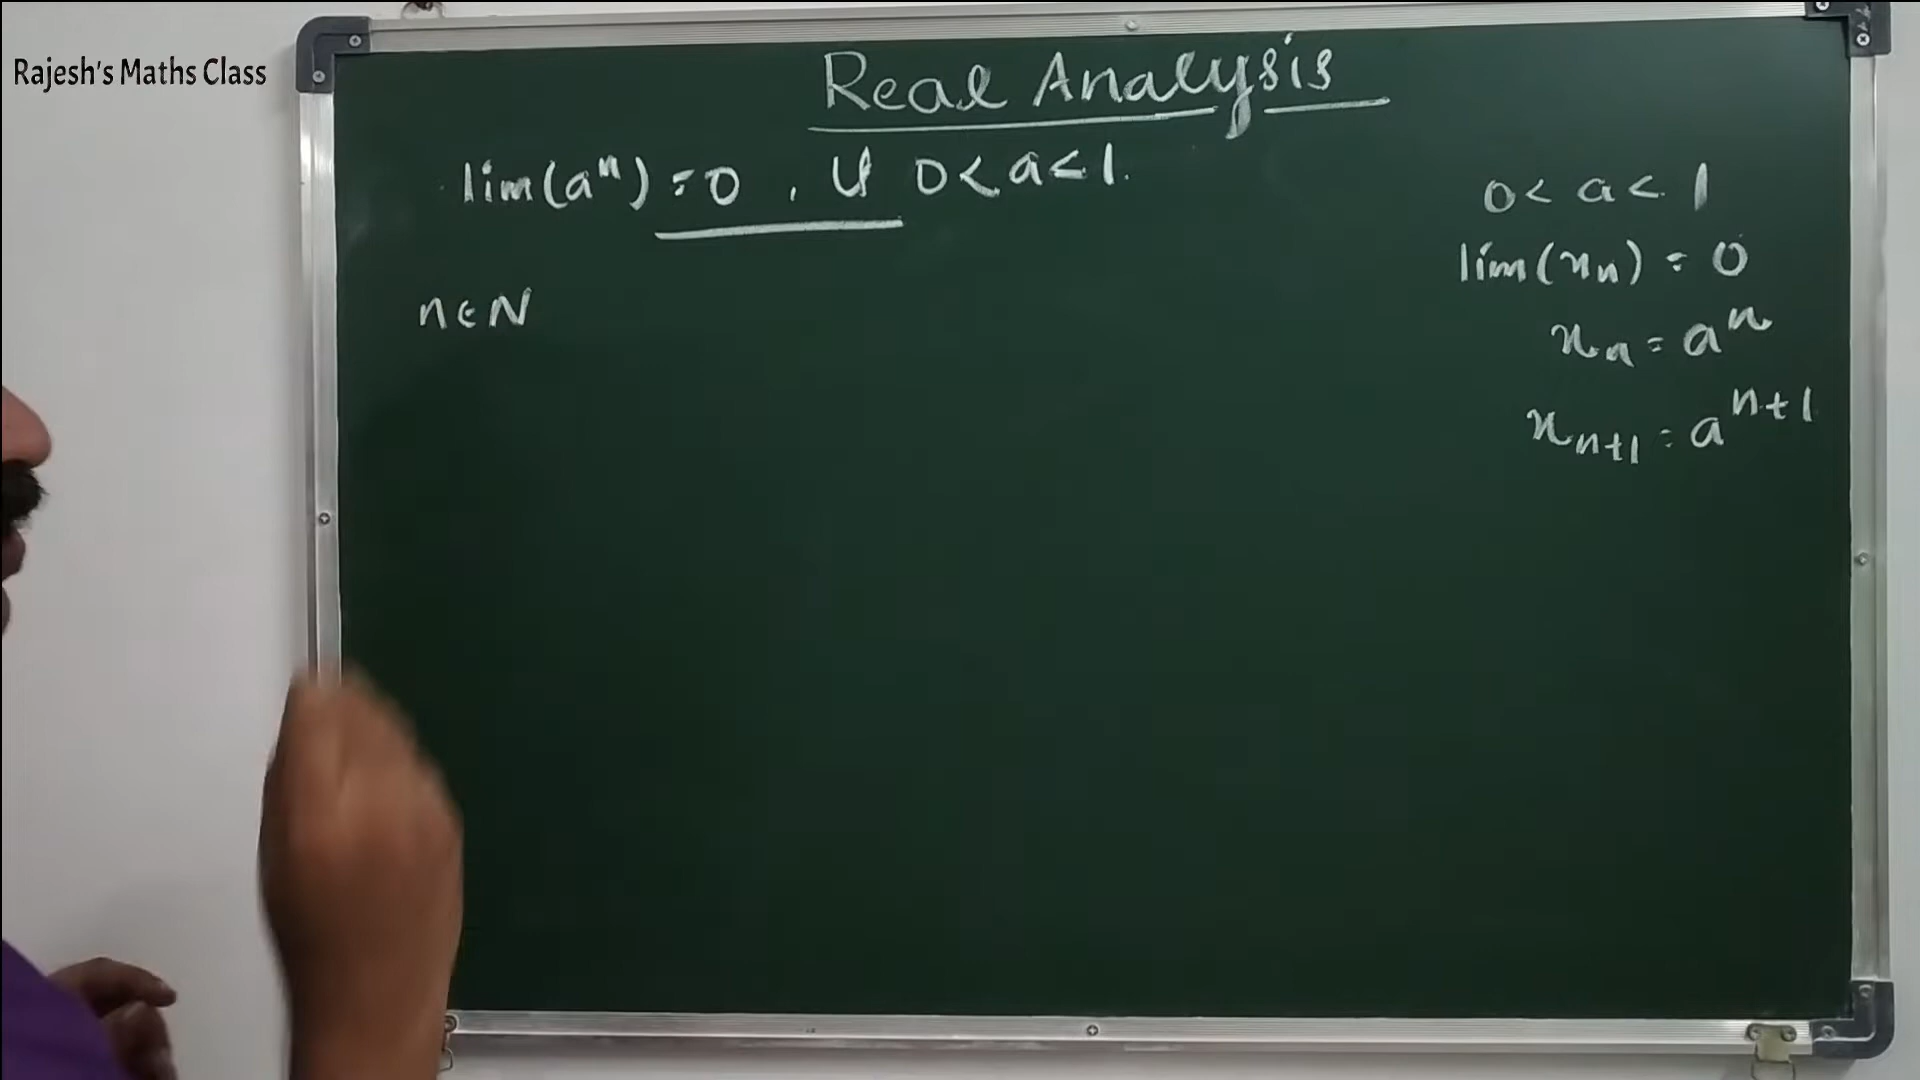 Rajesh's Maths Class
Real Analysis
lim(aⁿ) = 0 , if 0 < a < 1.
n ∈ N
0 < a < 1
lim(xₙ) = 0
xₙ = aⁿ
xₙ₊₁ = aⁿ⁺¹